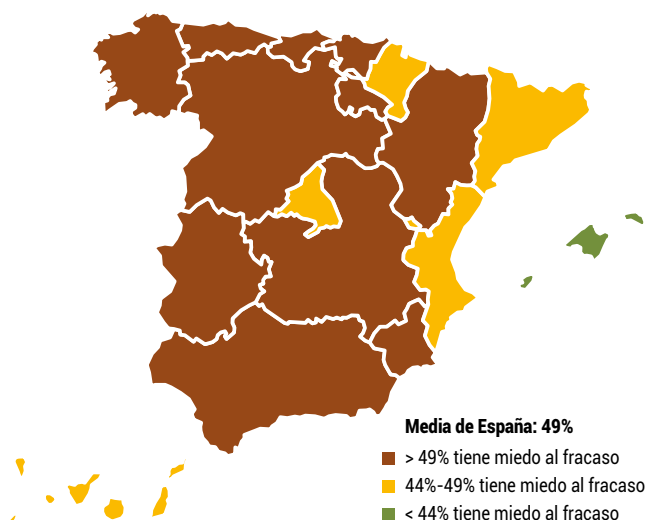 Media de España: 49%
> 49% tiene miedo al fracaso
44%-49% tiene miedo al fracaso
< 44% tiene miedo al fracaso